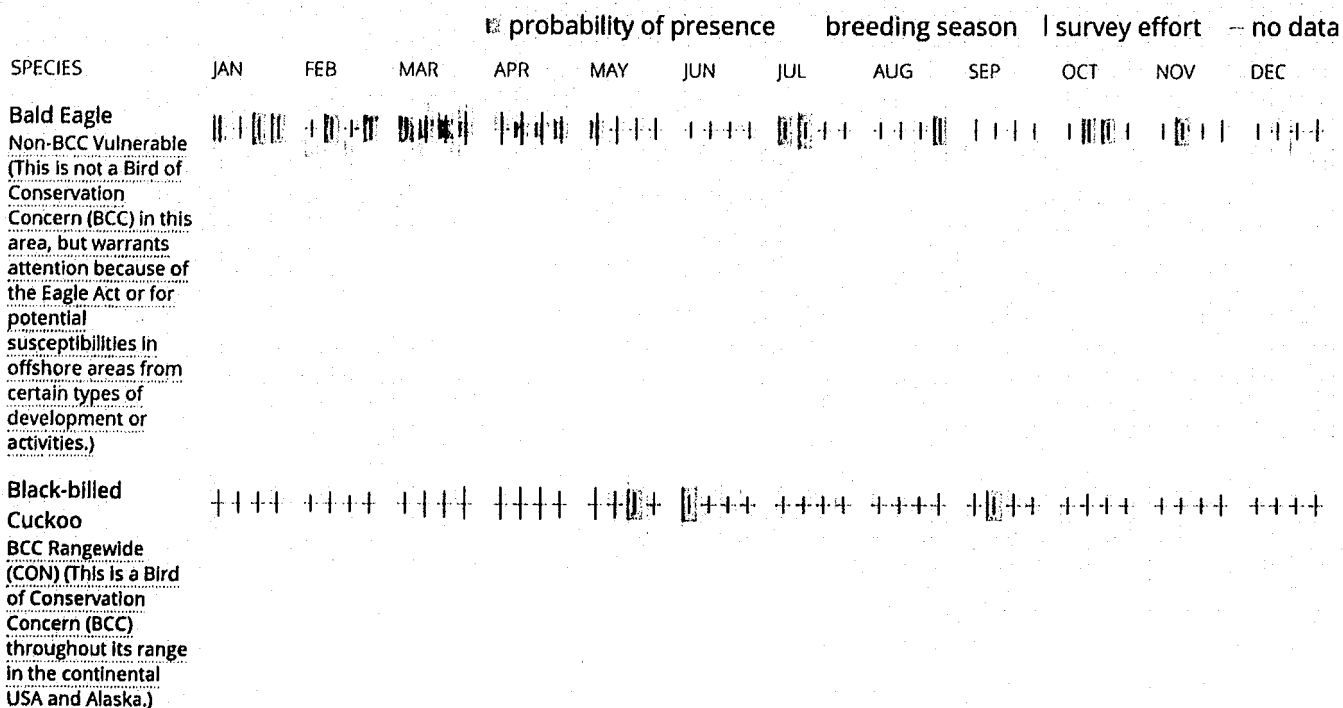 probability of presence breeding season | survey effort – no data
SPECIES JAN FEB MAR APR MAY JUN JUL AUG SEP OCT NOV DEC
Bald Eagle
Non-BCC Vulnerable
(This is not a Bird of
Conservation
Concern (BCC) in this
area, but warrants
attention because of
the Eagle Act or for
potential
susceptibilities in
offshore areas from
certain types of
development or
activities.)
Black-billed
Cuckoo
BCC Rangewide
(CON) (This is a Bird
of Conservation
Concern (BCC)
throughout its range
in the continental
USA and Alaska.)